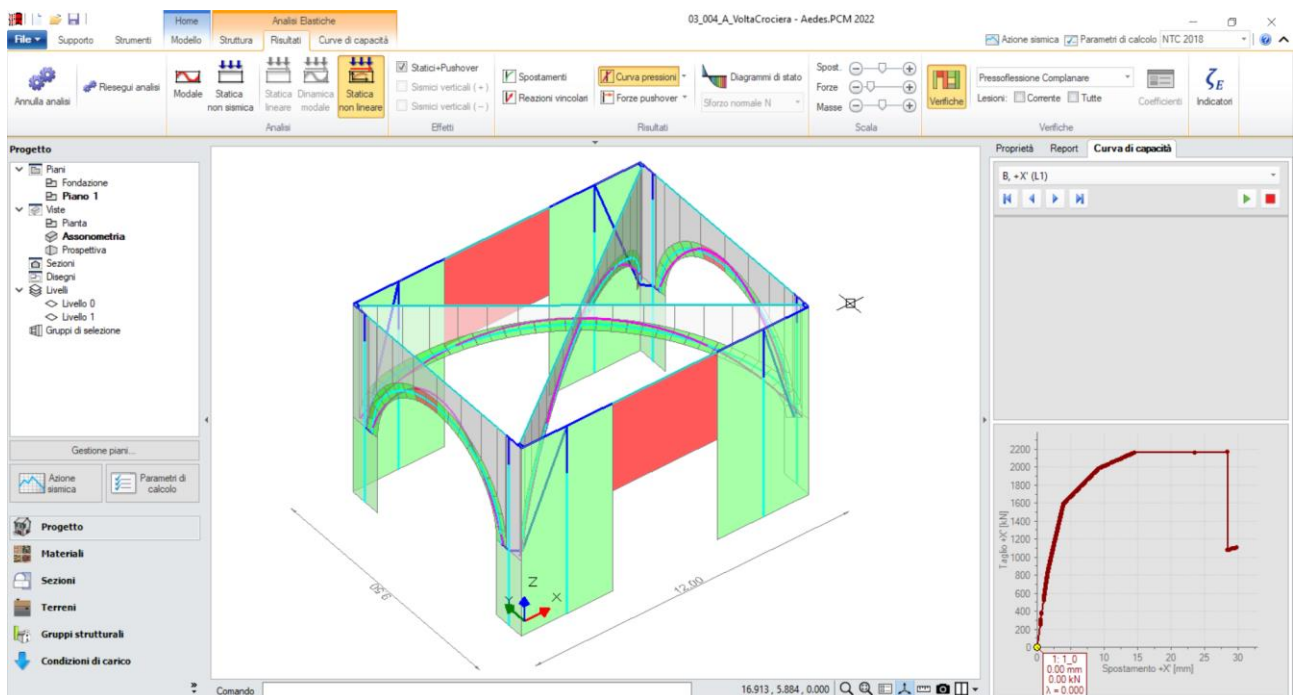 Home
Analisi Elastiche
03_004_A_VoltaCrociera - Aedes.PCM 2022
File
Supporto
Strumenti
Modello
Struttura
Risultati
Curve di capacità
Azione sismica
Parametri di calcolo
NTC 2018
Annulla analisi
Riesegui analisi
Modale
Statica non sismica
Statica lineare
Dinamica modale
Statica non lineare
Analisi
Statici+Pushover
Sismici verticali (+)
Sismici verticali (–)
Effetti
Spostamenti
Reazioni vincolari
Curva pressioni
Forze pushover
Diagrammi di stato
Sforzo normale N
Risultati
Spost.
Forze
Masse
Scala
Verifiche
Pressoflessione Complanare
Lesioni:
Corrente
Tutte
Coefficienti
Verifiche
ζE
Indicatori
Progetto
Piani
Fondazione
Piano 1
Viste
Pianta
Assonometria
Prospettiva
Sezioni
Disegni
Livelli
Livello 0
Livello 1
Gruppi di selezione
Gestione piani...
Azione sismica
Parametri di calcolo
Progetto
Materiali
Sezioni
Terreni
Gruppi strutturali
Condizioni di carico
Z
Y
X
9.50
12.00
Comando
16.913 , 5.884 , 0.000
Proprietà
Report
Curva di capacità
B, +X' (L1)
2200
2000
1800
1600
1400
1200
1000
800
600
400
200
0
Taglio +X' [kN]
0
10
15
20
25
30
Spostamento +X' [mm]
1: 1_0
0.00 mm
0.00 kN
λ = 0.000